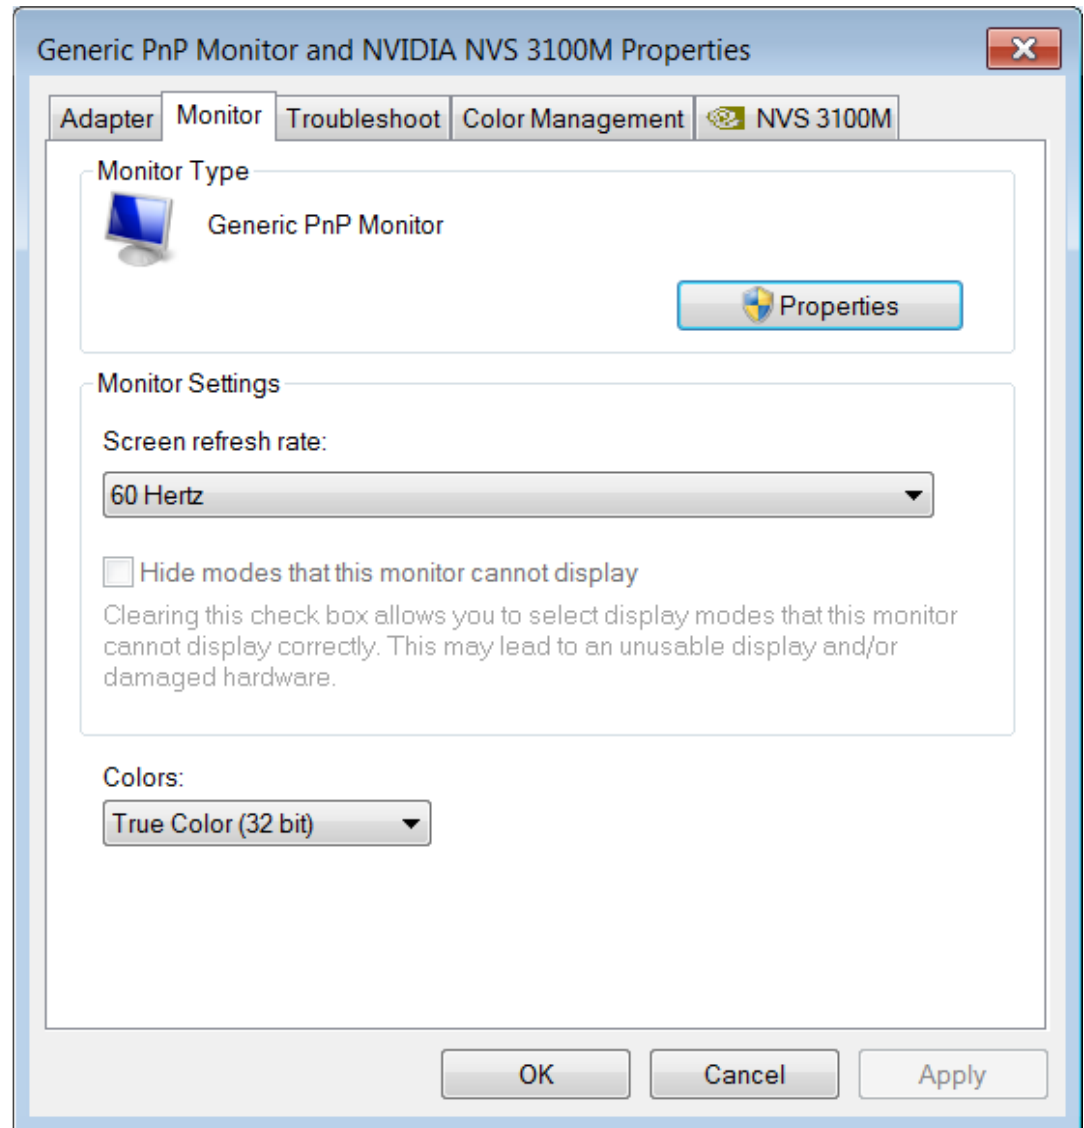 Generic PnP Monitor and NVIDIA NVS 3100M Properties
Adapter Monitor Troubleshoot Color Management NVS 3100M
Monitor Type
Generic PnP Monitor
Properties
Monitor Settings
Screen refresh rate:
60 Hertz
Hide modes that this monitor cannot display
Clearing this check box allows you to select display modes that this monitor
cannot display correctly. This may lead to an unusable display and/or
damaged hardware.
Colors:
True Color (32 bit)
OK Cancel Apply